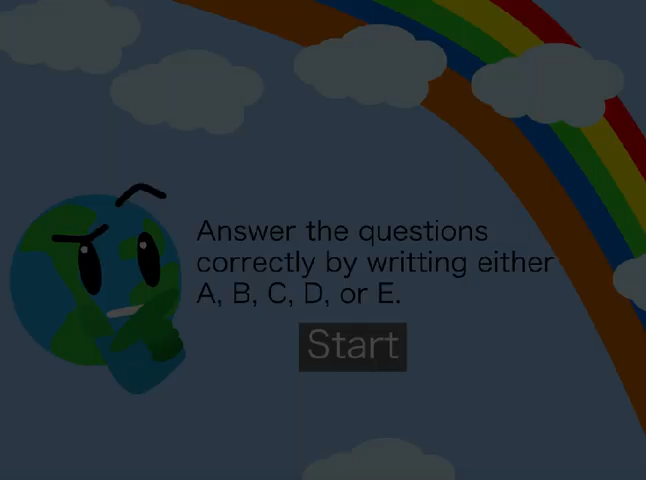 Answer the questions
correctly by writting either
A, B, C, D, or E.
Start